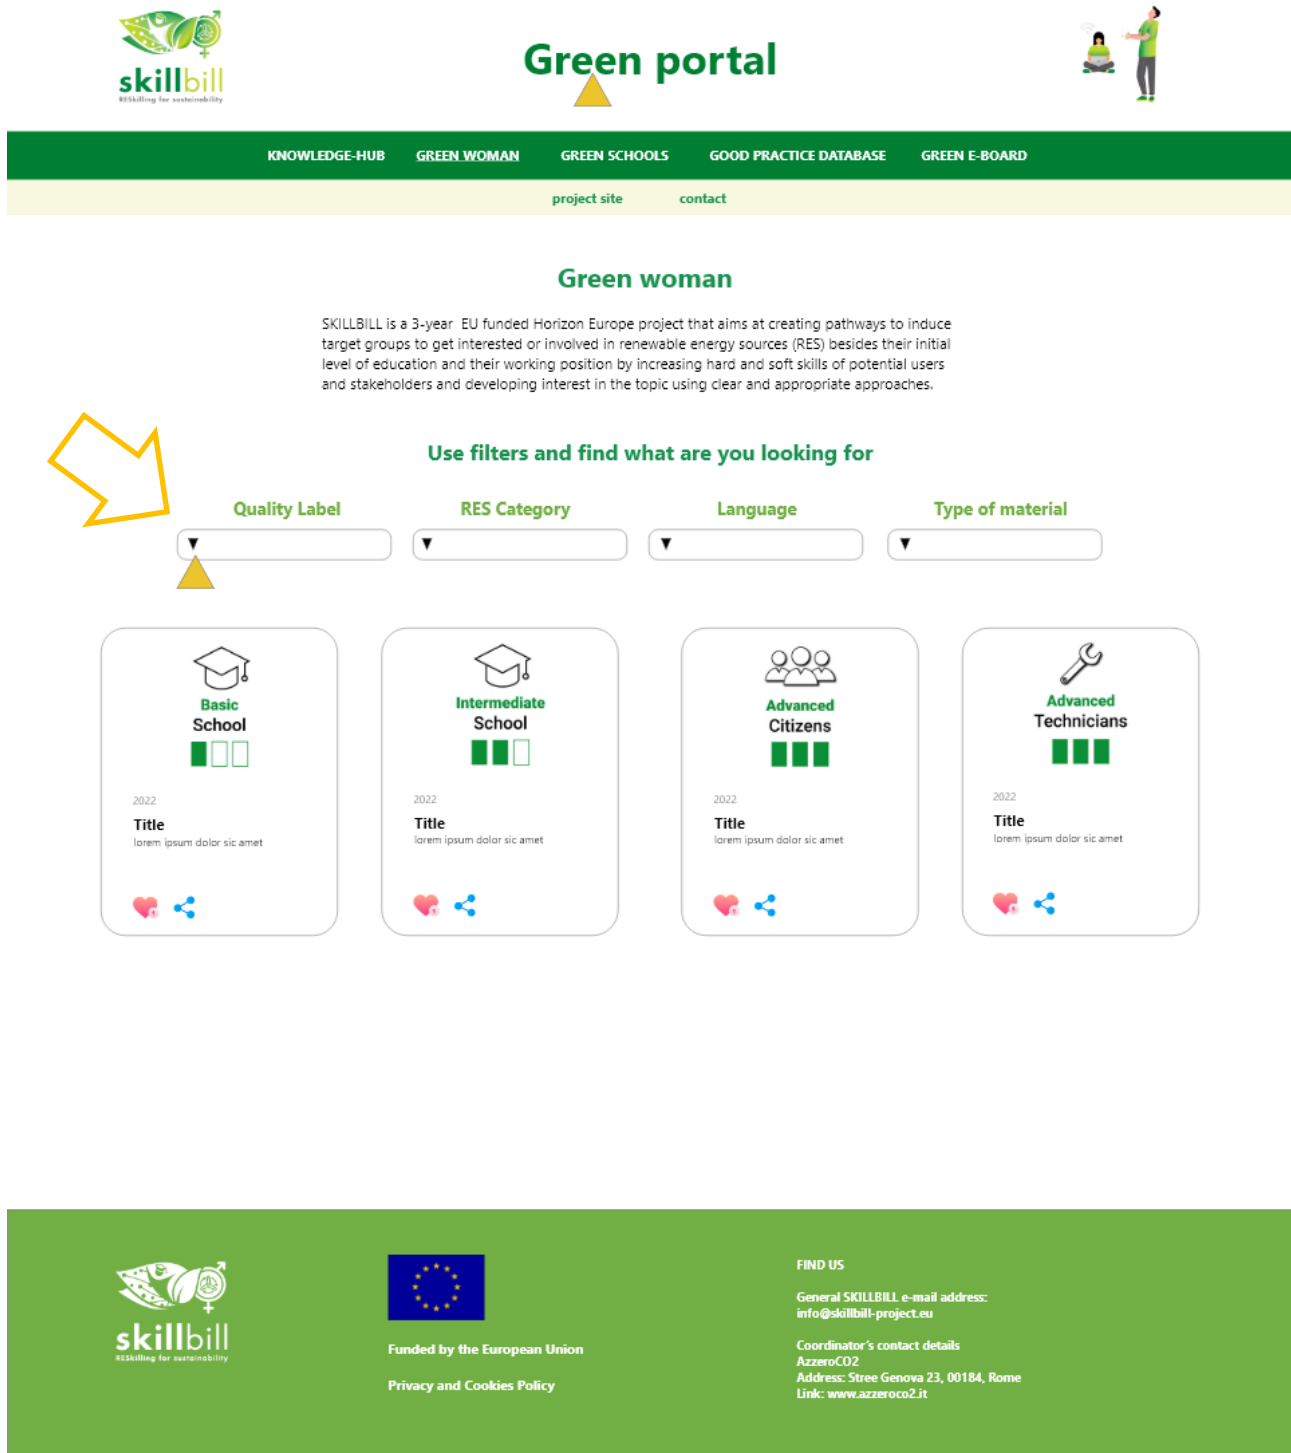 skillbill
RESkilling for sustainability
Green portal
KNOWLEDGE-HUB GREEN WOMAN GREEN SCHOOLS GOOD PRACTICE DATABASE GREEN E-BOARD
project site contact
Green woman
SKILLBILL is a 3-year EU funded Horizon Europe project that aims at creating pathways to induce
target groups to get interested or involved in renewable energy sources (RES) besides their initial
level of education and their working position by increasing hard and soft skills of potential users
and stakeholders and developing interest in the topic using clear and appropriate approaches.
Use filters and find what are you looking for
Quality Label RES Category Language Type of material
Basic
School
2022
Title
lorem ipsum dolor sic amet
Intermediate
School
2022
Title
lorem ipsum dolor sic amet
Advanced
Citizens
2022
Title
lorem ipsum dolor sic amet
Advanced
Technicians
2022
Title
lorem ipsum dolor sic amet
skillbill
RESkilling for sustainability
Funded by the European Union
Privacy and Cookies Policy
FIND US
General SKILLBILL e-mail address:
info@skillbill-project.eu
Coordinator's contact details
AzzeroCO2
Address: Stree Genova 23, 00184, Rome
Link: www.azzeroco2.it